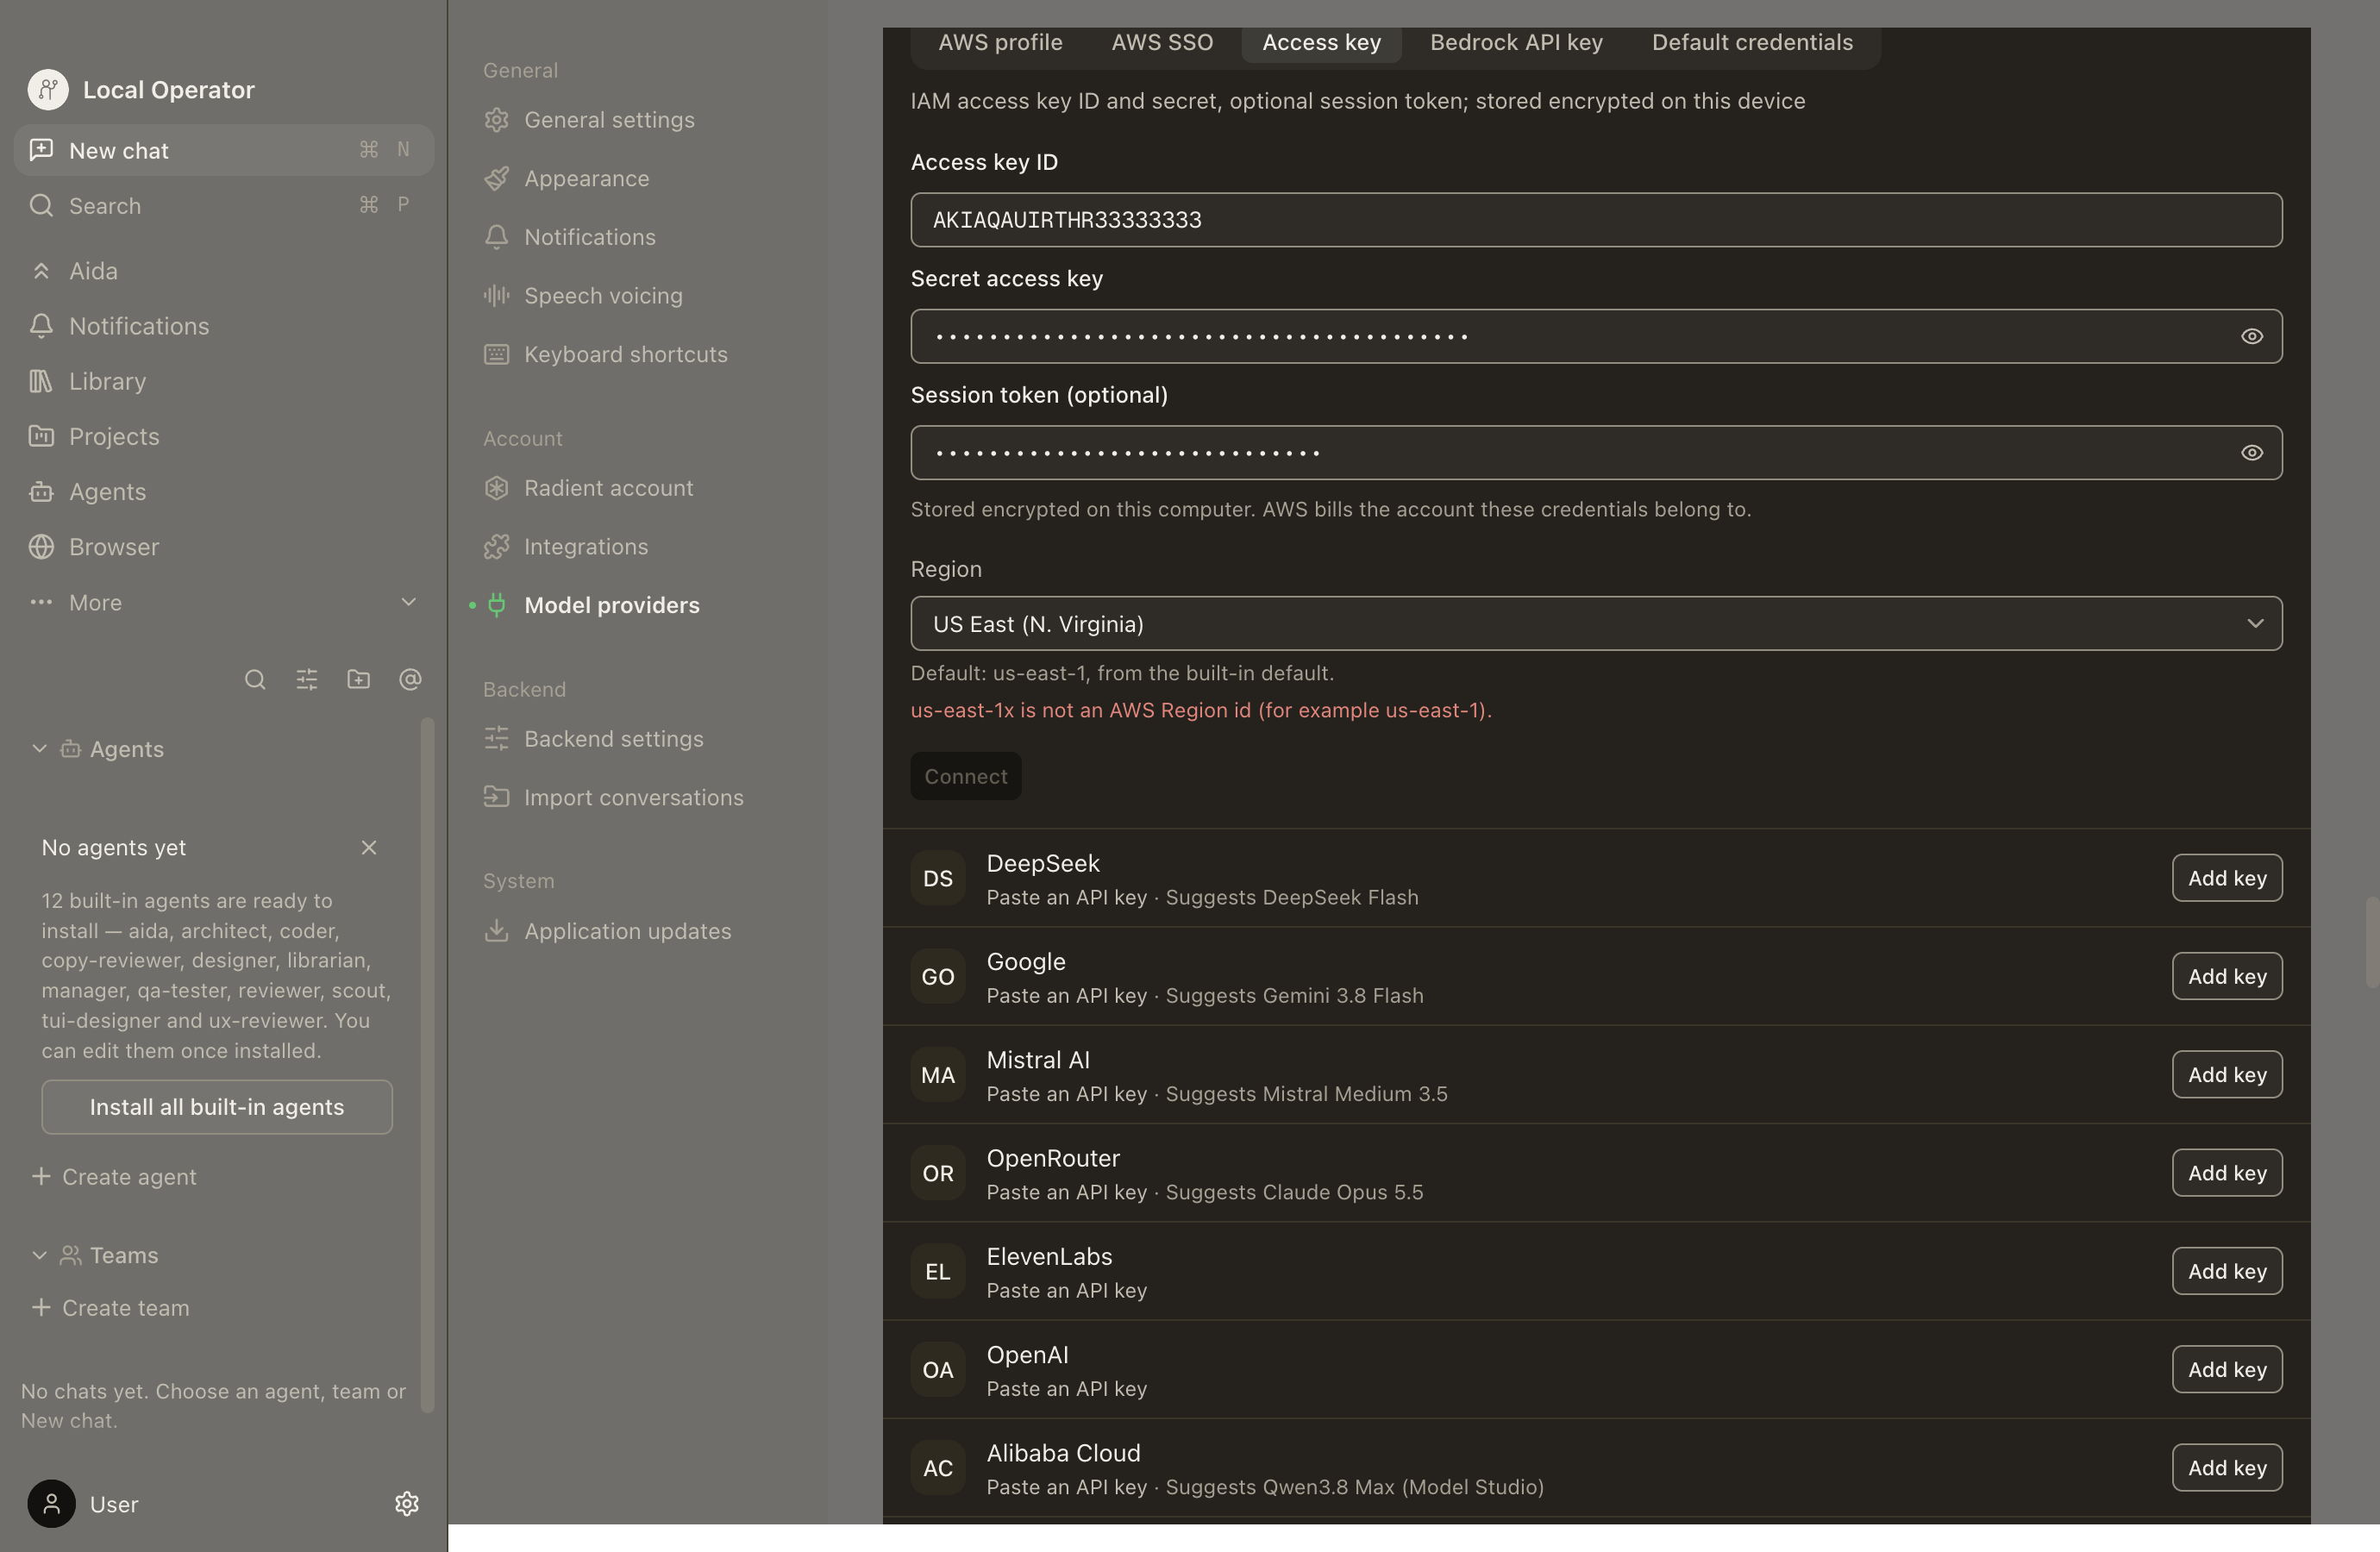 Local Operator
New chat
⌘ N
Search
⌘ P
Aida
Notifications
Library
Projects
Agents
Browser
More
Agents
No agents yet
12 built-in agents are ready to
install — aida, architect, coder,
copy-reviewer, designer, librarian,
manager, qa-tester, reviewer, scout,
tui-designer and ux-reviewer. You
can edit them once installed.
Install all built-in agents
Create agent
Teams
Create team
No chats yet. Choose an agent, team or
New chat.
User
General
General settings
Appearance
Notifications
Speech voicing
Keyboard shortcuts
Account
Radient account
Integrations
Model providers
Backend
Backend settings
Import conversations
System
Application updates
AWS profile
AWS SSO
Access key
Bedrock API key
Default credentials
IAM access key ID and secret, optional session token; stored encrypted on this device
Access key ID
AKIAQAUIRTHR33333333
Secret access key
Session token (optional)
Stored encrypted on this computer. AWS bills the account these credentials belong to.
Region
US East (N. Virginia)
Default: us-east-1, from the built-in default.
us-east-1x is not an AWS Region id (for example us-east-1).
Connect
DS
DeepSeek
Paste an API key · Suggests DeepSeek Flash
Add key
GO
Google
Paste an API key · Suggests Gemini 3.8 Flash
Add key
MA
Mistral AI
Paste an API key · Suggests Mistral Medium 3.5
Add key
OR
OpenRouter
Paste an API key · Suggests Claude Opus 5.5
Add key
EL
ElevenLabs
Paste an API key
Add key
OA
OpenAI
Paste an API key
Add key
AC
Alibaba Cloud
Paste an API key · Suggests Qwen3.8 Max (Model Studio)
Add key